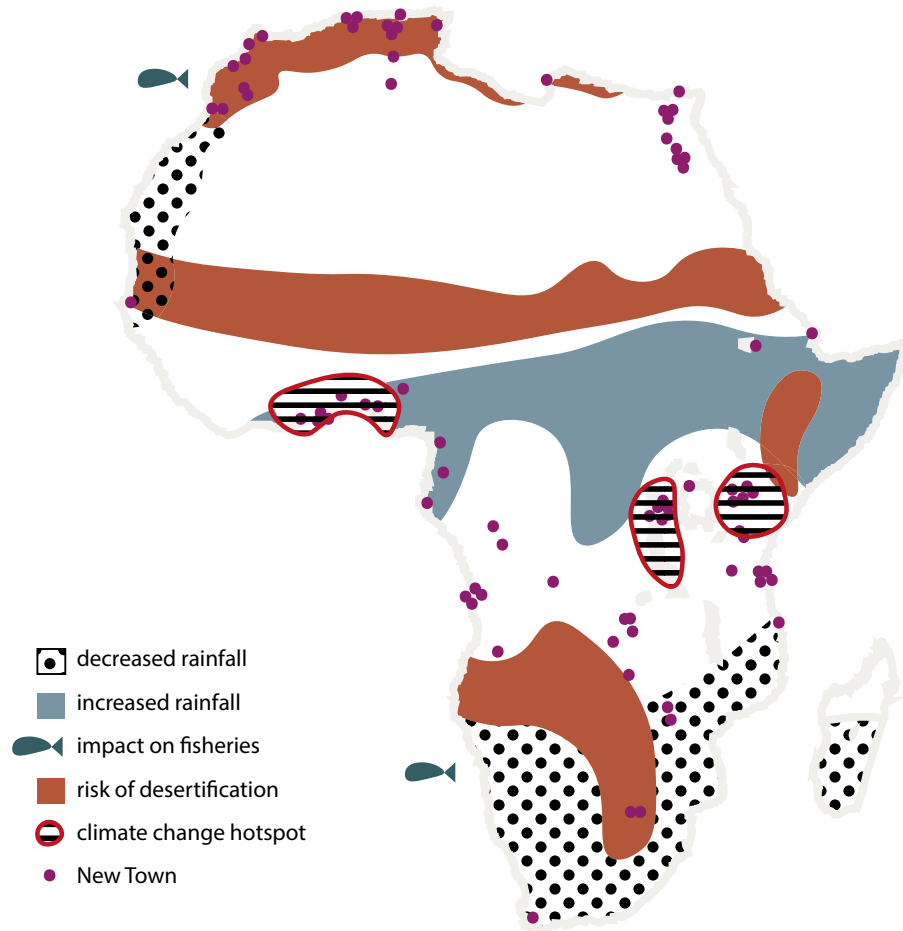 decreased rainfall
increased rainfall
impact on fisheries
risk of desertification
climate change hotspot
New Town